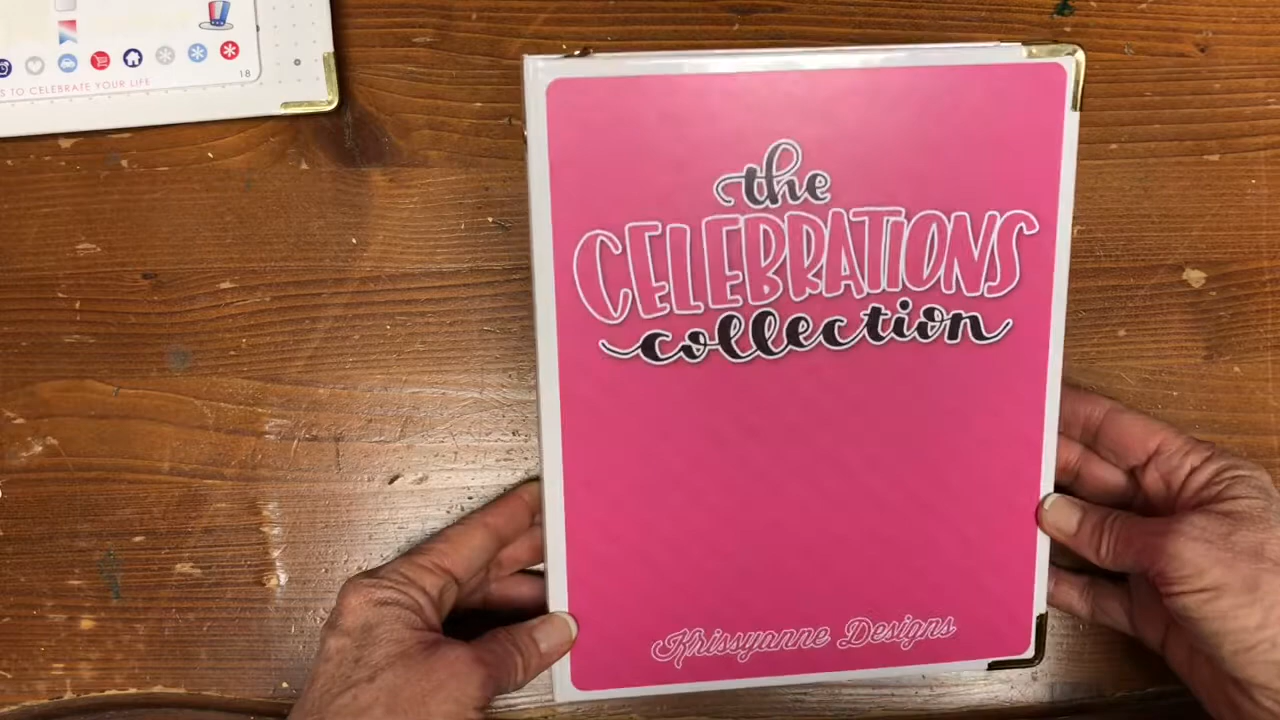 18
S TO CELEBRATE YOUR LIFE
the
CELEBRATIONS
collection
Krissyanne Designs